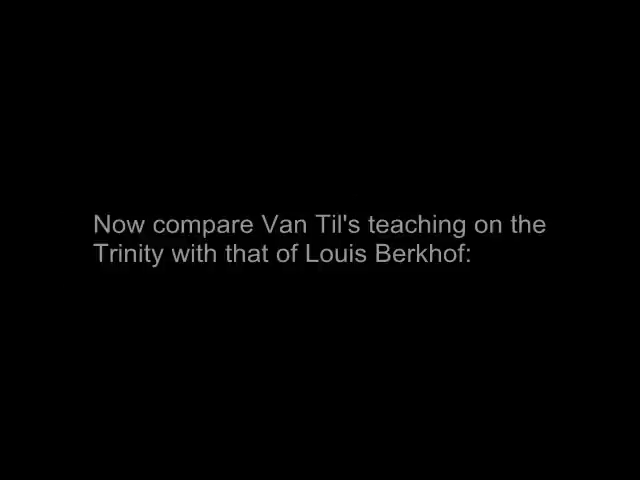 Now compare Van Til's teaching on the
Trinity with that of Louis Berkhof: